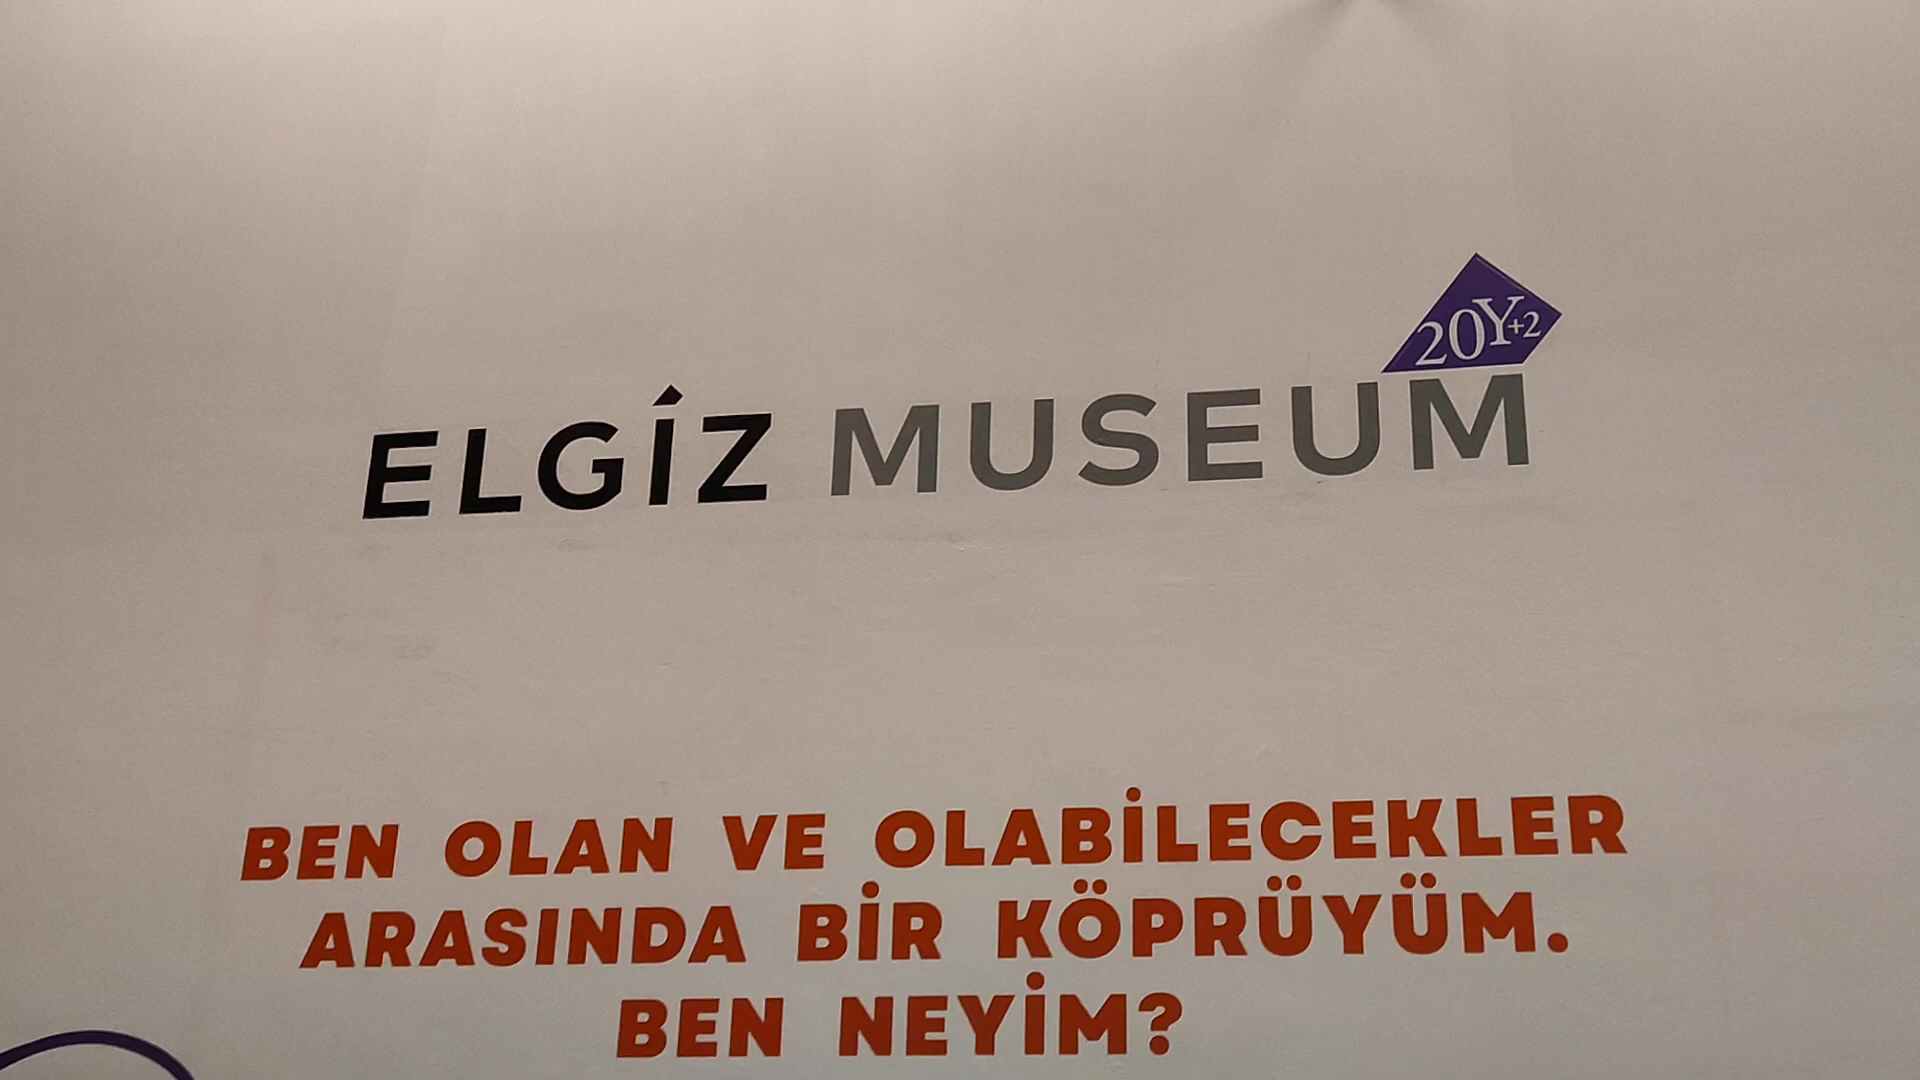 20Y+2
ELGİZ MUSEUM
BEN OLAN VE OLABİLECEKLER
ARASINDA BİR KÖPRÜYÜM.
BEN NEYİM?